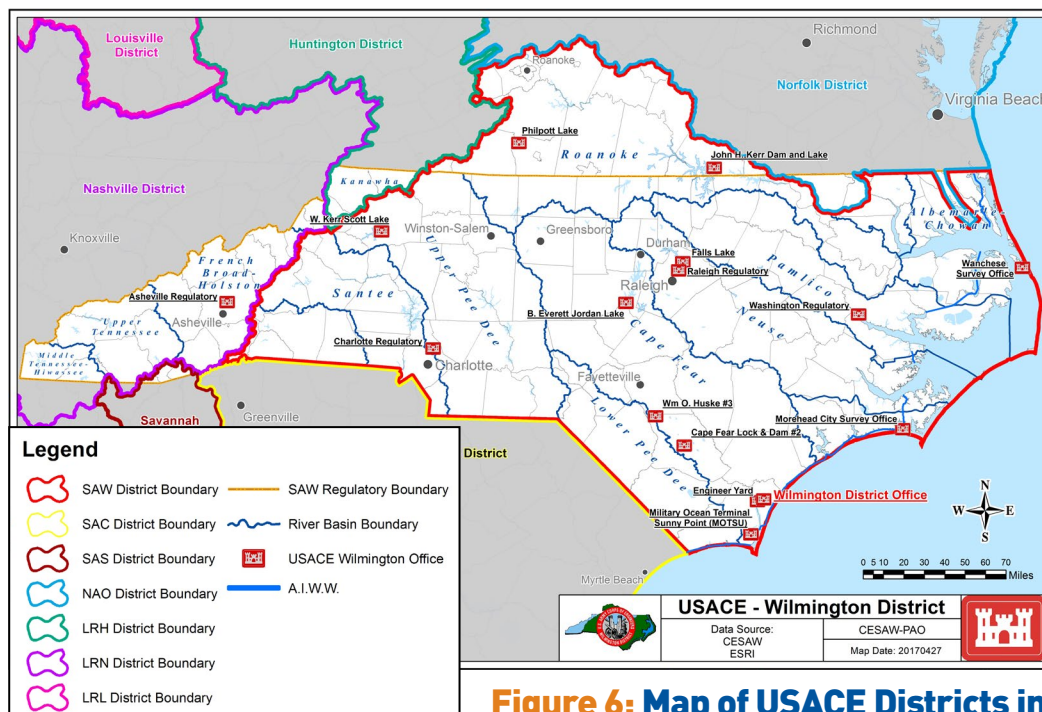 Louisville
District
Huntington District
Richmond
Roanoke
Norfolk District
Virginia Beach
Philpott Lake
Roanoke
John H. Kerr Dam and Lake
Nashville District
Kanawha
Albemarle-
Chowan
W. Kerr Scott Lake
Winston-Salem
Greensboro
Durham
Knoxville
Upper Pee Dee
Falls Lake
Raleigh Regulatory
Pamlico
Wanchese
Survey Office
French
Broad-
Holston
Santee
Raleigh
Asheville Regulatory
B. Everett Jordan Lake
Neuse
Washington Regulatory
Asheville
Upper
Tennessee
Cape Fear
Charlotte Regulatory
Charlotte
Middle
Tennessee-
Hiwassee
Fayetteville
Lower Pee Dee
Wm O. Huske #3
Savannah
Greenville
Morehead City Survey Office
Cape Fear Lock & Dam #2
District
Engineer Yard
Wilmington District Office
Military Ocean Terminal
Sunny Point (MOTSU)
N
W E
S
Myrtle Beach
0 5 10 20 30 40 50 60 70
Miles
Legend
SAW District Boundary
SAC District Boundary
SAS District Boundary
NAO District Boundary
LRH District Boundary
LRN District Boundary
LRL District Boundary
SAW Regulatory Boundary
River Basin Boundary
USACE Wilmington Office
A.I.W.W.
USACE - Wilmington District
Data Source:
CESAW
ESRI
CESAW-PAO
Map Date: 20170427
Figure 6: Map of USACE Districts in